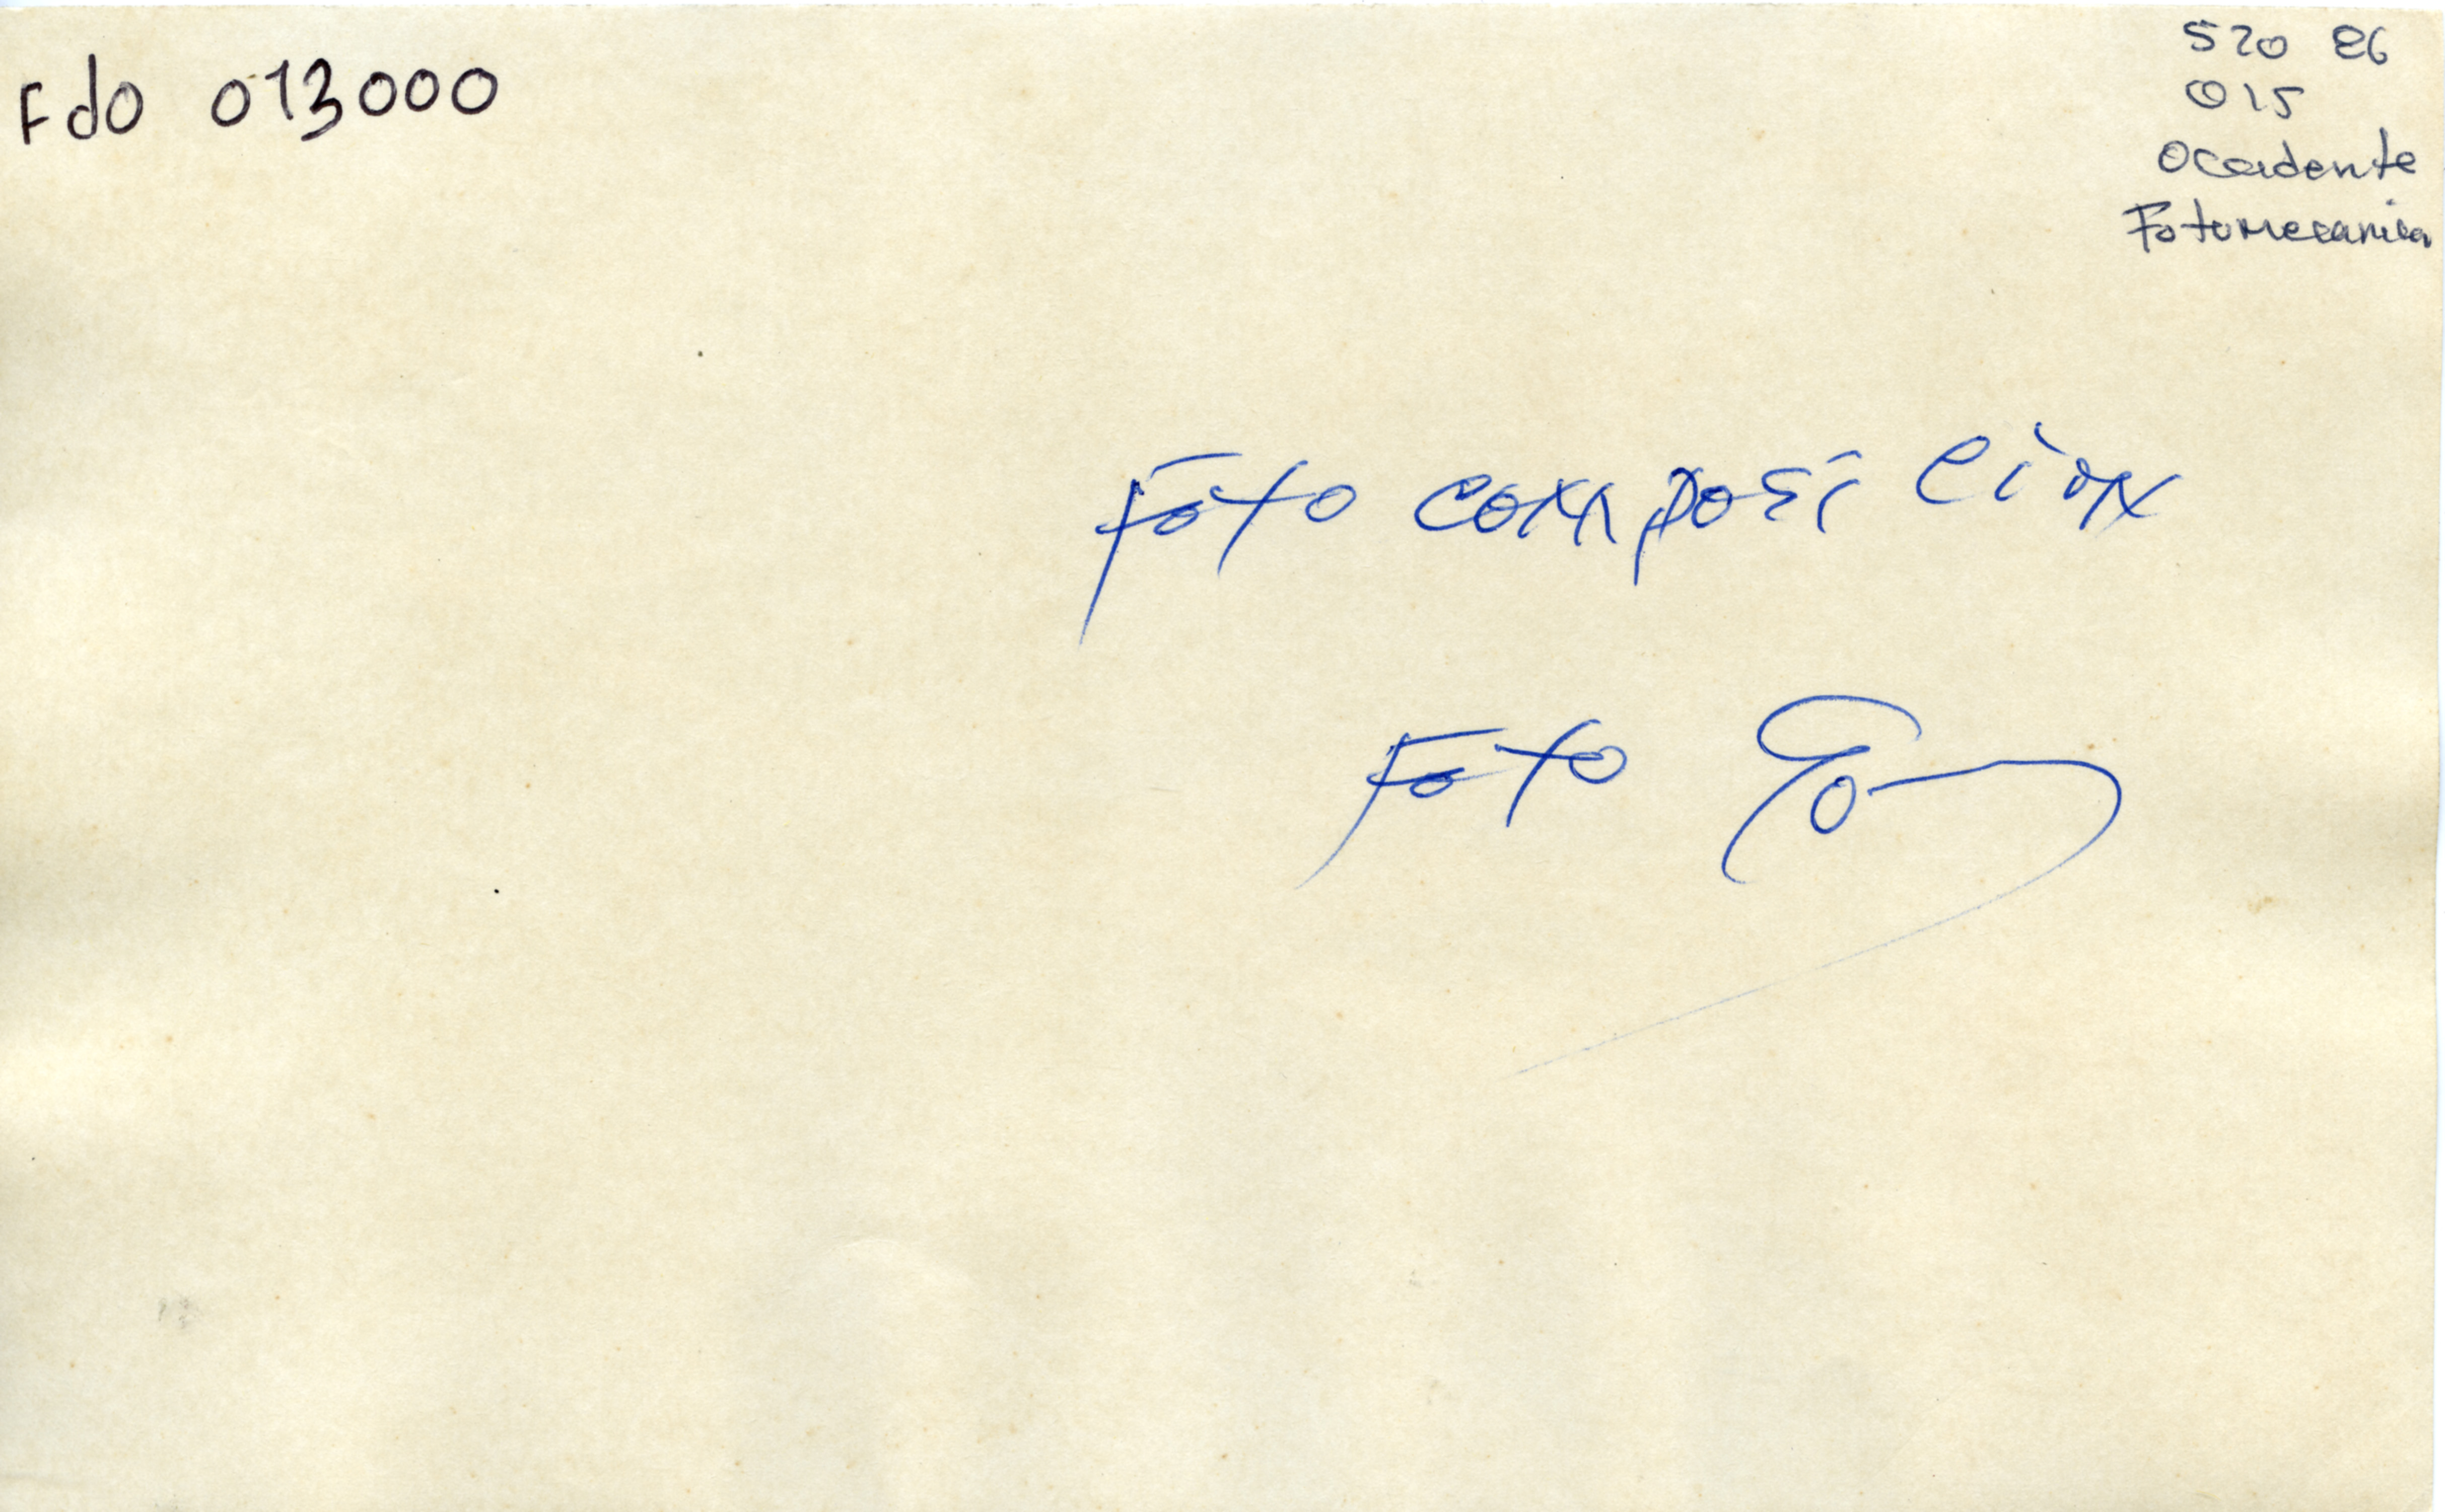 FdO 013000
520 86
015
Occidente
Fotomecanica
Foto composicion
Foto